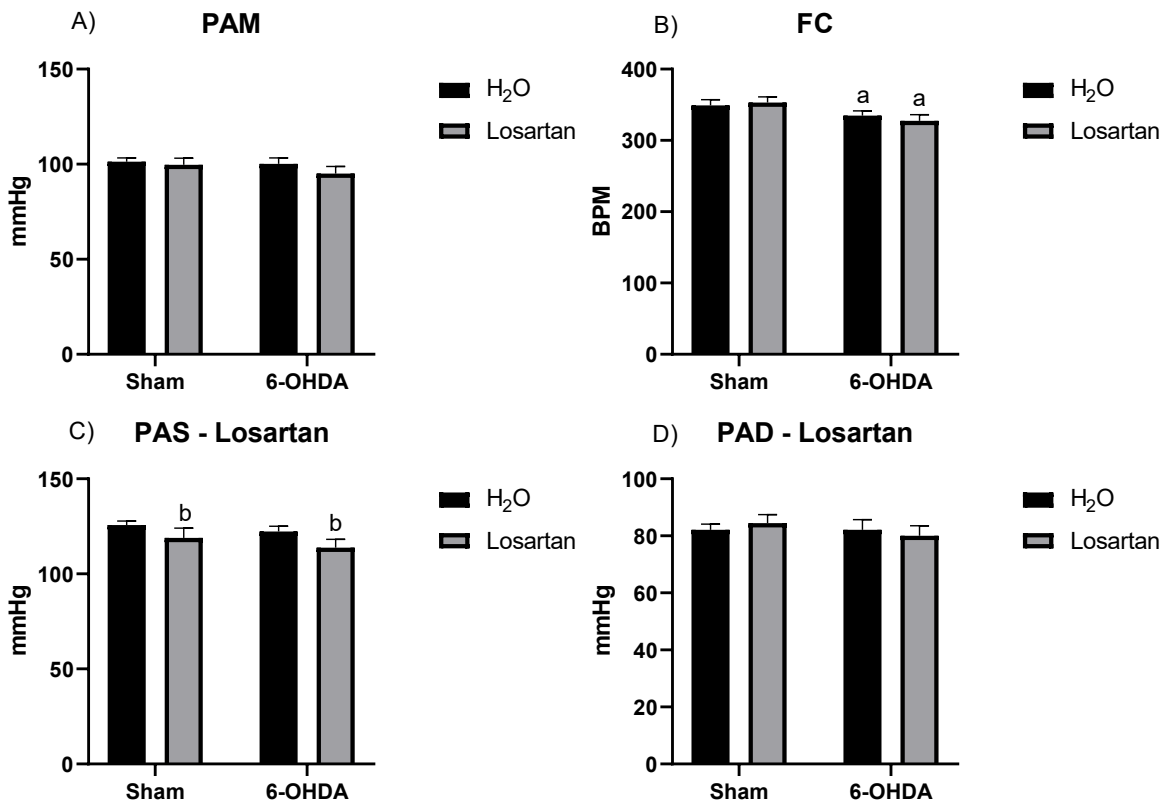 A) PAM
150
100
50
0
mmHg
Sham 6-OHDA
H₂O
Losartan
B) FC
400
300
200
100
0
BPM
a a
Sham 6-OHDA
H₂O
Losartan
C) PAS - Losartan
150
100
50
0
mmHg
b b
Sham 6-OHDA
H₂O
Losartan
D) PAD - Losartan
100
80
60
40
20
0
mmHg
Sham 6-OHDA
H₂O
Losartan